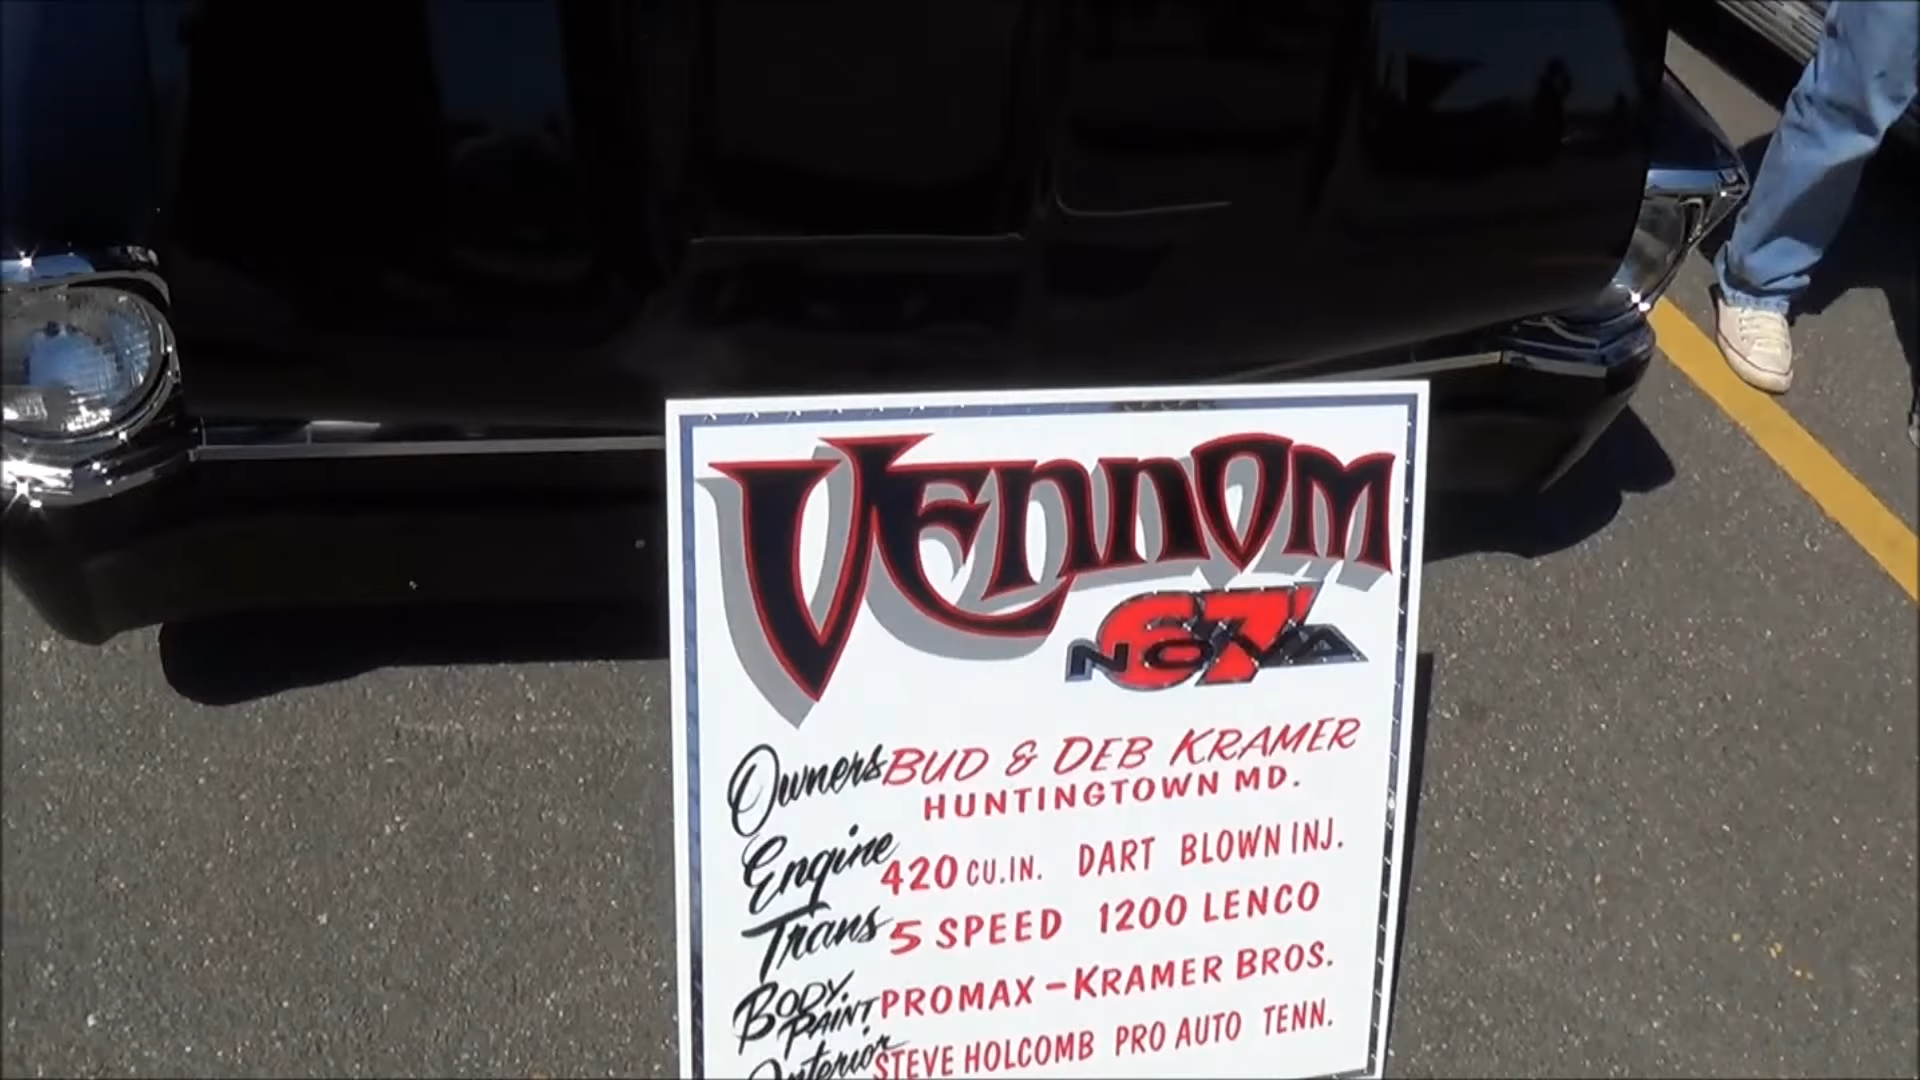 VENNOM
67'
NOVA
Owners BUD & DEB KRAMER
HUNTINGTOWN MD.
Engine 420 CU.IN. DART BLOWN INJ.
Trans 5 SPEED 1200 LENCO
BODY. PAINT PROMAX - KRAMER BROS.
Interior STEVE HOLCOMB PRO AUTO TENN.